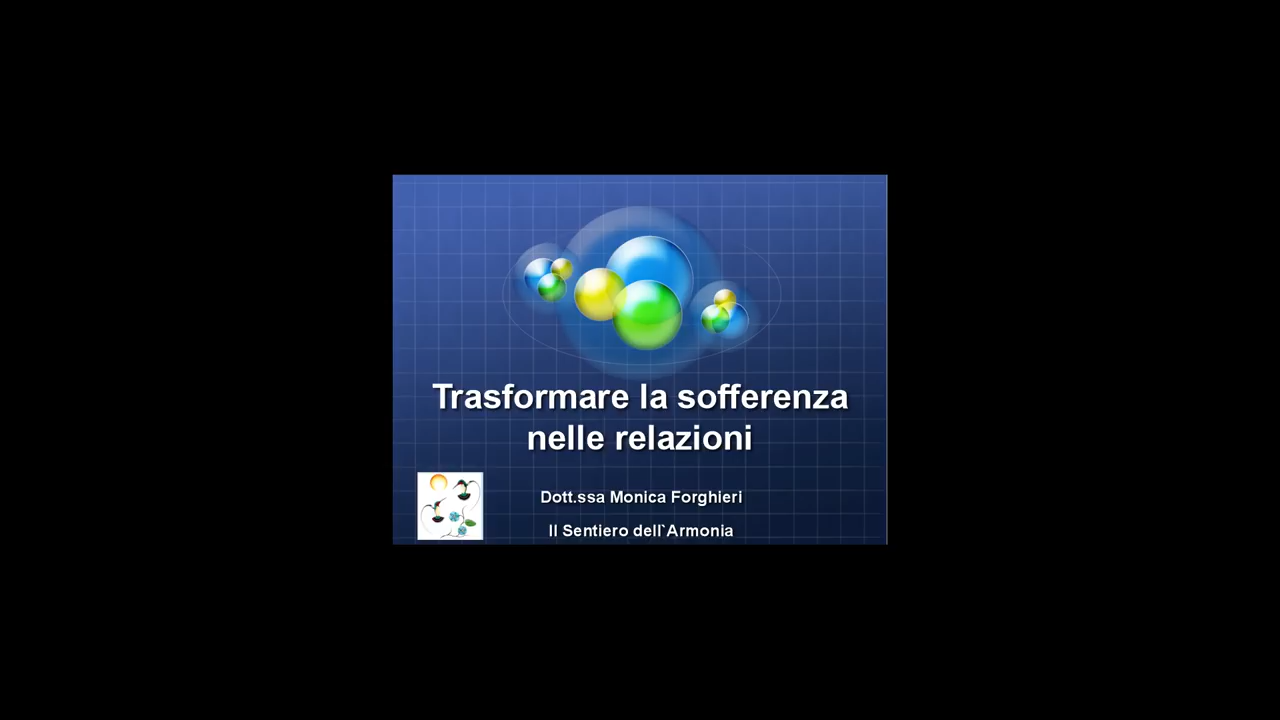 Trasformare la sofferenza
nelle relazioni
Dott.ssa Monica Forghieri
Il Sentiero dell`Armonia